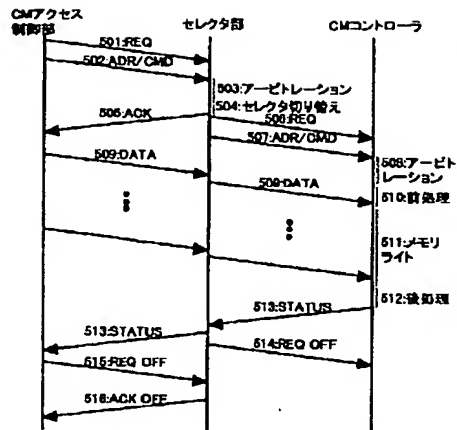 CMアクセス
制御部
セレクタ部
CMコントローラ
501:REQ
502:ADR/CMD
503:アービトレーション
504:セレクタ切り替え
505:ACK
506:REQ
507:ADR/CMD
508:アービト
レーション
509:DATA
509:DATA
510:前処理
511:メモリ
ライト
512:後処理
513:STATUS
513:STATUS
514:REQ OFF
515:REQ OFF
516:ACK OFF